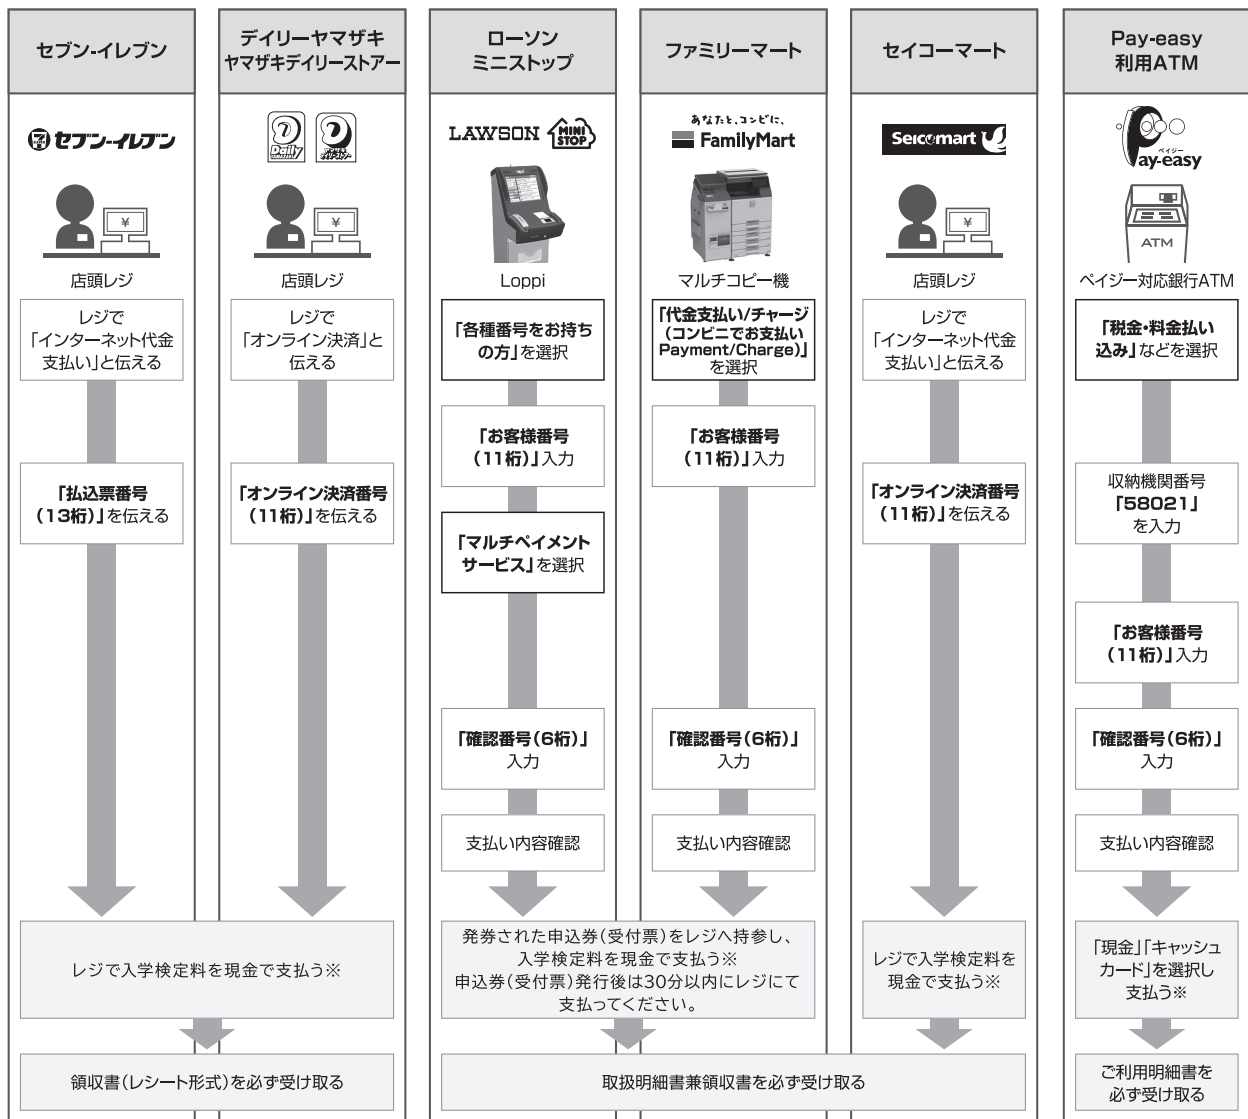 セブン-イレブン
デイリーヤマザキ
ヤマザキデイリーストアー
ローソン
ミニストップ
ファミリーマート
セイコーマート
Pay-easy
利用ATM
セブン-イレブン
Daily
LAWSON
MINI
STOP
あなたと、コンビに、
FamilyMart
Seicomart
ペイジー
Pay-easy
¥
¥
¥
ATM
店頭レジ
店頭レジ
Loppi
マルチコピー機
店頭レジ
ペイジー対応銀行ATM
レジで
「インターネット代金
支払い」と伝える
レジで
「オンライン決済」と
伝える
「各種番号をお持ち
の方」を選択
「代金支払い/チャージ
(コンビニでお支払い
Payment/Charge)」
を選択
レジで
「インターネット代金
支払い」と伝える
「税金・料金払い
込み」などを選択
「お客様番号
(11桁)」入力
「お客様番号
(11桁)」入力
「払込票番号
(13桁)」を伝える
「オンライン決済番号
(11桁)」を伝える
「マルチペイメント
サービス」を選択
「オンライン決済番号
(11桁)」を伝える
収納機関番号
「58021」
を入力
「お客様番号
(11桁)」入力
「確認番号(6桁)」
入力
「確認番号(6桁)」
入力
「確認番号(6桁)」
入力
支払い内容確認
支払い内容確認
支払い内容確認
レジで入学検定料を現金で支払う※
発券された申込券(受付票)をレジへ持参し、
入学検定料を現金で支払う※
申込券(受付票)発行後は30分以内にレジにて
支払ってください。
レジで入学検定料を
現金で支払う※
「現金」「キャッシュ
カード」を選択し
支払う※
領収書(レシート形式)を必ず受け取る
取扱明細書兼領収書を必ず受け取る
ご利用明細書を
必ず受け取る